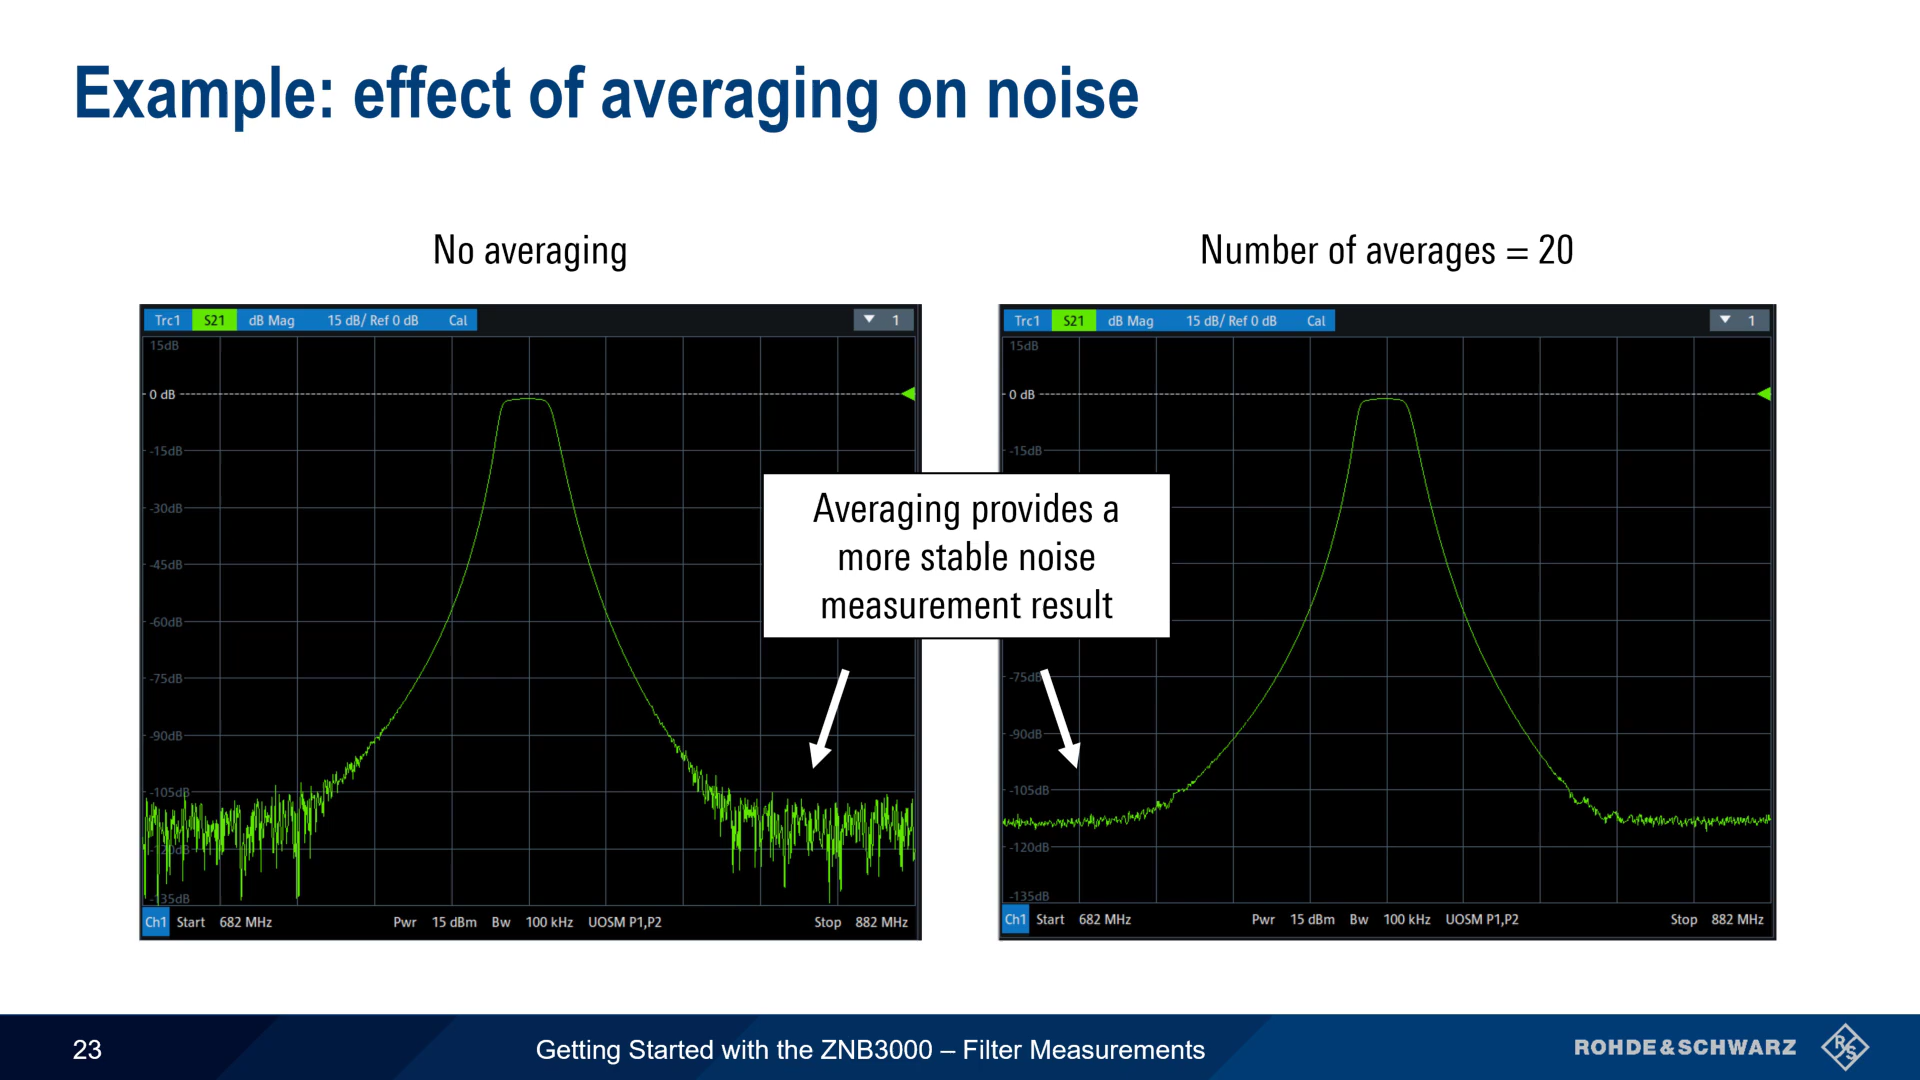 Example: effect of averaging on noise
No averaging
Number of averages = 20
Trc1 S21 dB Mag 15 dB/ Ref 0 dB Cal
1
15dB
0 dB
-15dB
-30dB
-45dB
-60dB
-75dB
-90dB
-105dB
-120dB
-135dB
Ch1 Start 682 MHz Pwr 15 dBm Bw 100 kHz UOSM P1,P2 Stop 882 MHz
Averaging provides a
more stable noise
measurement result
Trc1 S21 dB Mag 15 dB/ Ref 0 dB Cal
1
15dB
0 dB
-15dB
-75dB
-90dB
-105dB
-120dB
-135dB
Ch1 Start 682 MHz Pwr 15 dBm Bw 100 kHz UOSM P1,P2 Stop 882 MHz
23
Getting Started with the ZNB3000 – Filter Measurements
ROHDE&SCHWARZ
R&S